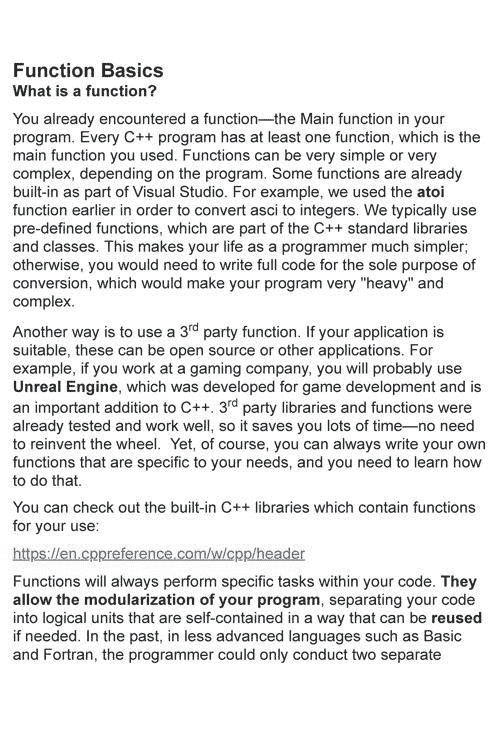 Function Basics
What is a function?
You already encountered a function—the Main function in your
program. Every C++ program has at least one function, which is the
main function you used. Functions can be very simple or very
complex, depending on the program. Some functions are already
built-in as part of Visual Studio. For example, we used the atoi
function earlier in order to convert asci to integers. We typically use
pre-defined functions, which are part of the C++ standard libraries
and classes. This makes your life as a programmer much simpler;
otherwise, you would need to write full code for the sole purpose of
conversion, which would make your program very "heavy" and
complex.
Another way is to use a 3rd party function. If your application is
suitable, these can be open source or other applications. For
example, if you work at a gaming company, you will probably use
Unreal Engine, which was developed for game development and is
an important addition to C++. 3rd party libraries and functions were
already tested and work well, so it saves you lots of time—no need
to reinvent the wheel.  Yet, of course, you can always write your own
functions that are specific to your needs, and you need to learn how
to do that.
You can check out the built-in C++ libraries which contain functions
for your use:
https://en.cppreference.com/w/cpp/header
Functions will always perform specific tasks within your code. They
allow the modularization of your program, separating your code
into logical units that are self-contained in a way that can be reused
if needed. In the past, in less advanced languages such as Basic
and Fortran, the programmer could only conduct two separate